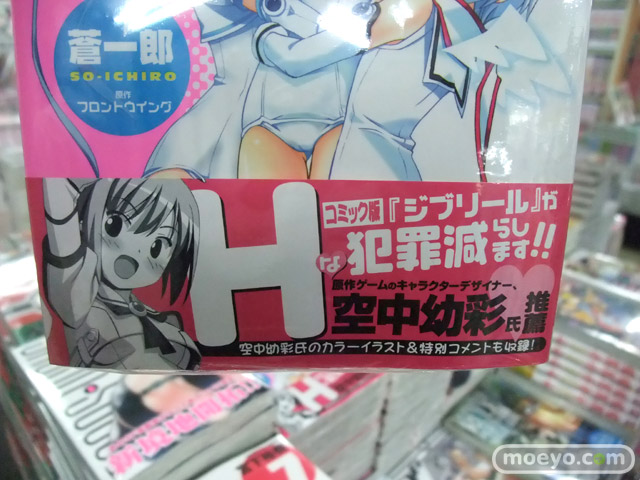 蒼一郎
SO-ICHIRO
原作
フロントウイング
コミック版『ジブリール』が
Hな犯罪減らします!!
原作ゲームのキャラクターデザイナー、
空中幼彩氏推薦
空中幼彩氏のカラーイラスト&特別コメントも収録!
H
7
moeyo.com